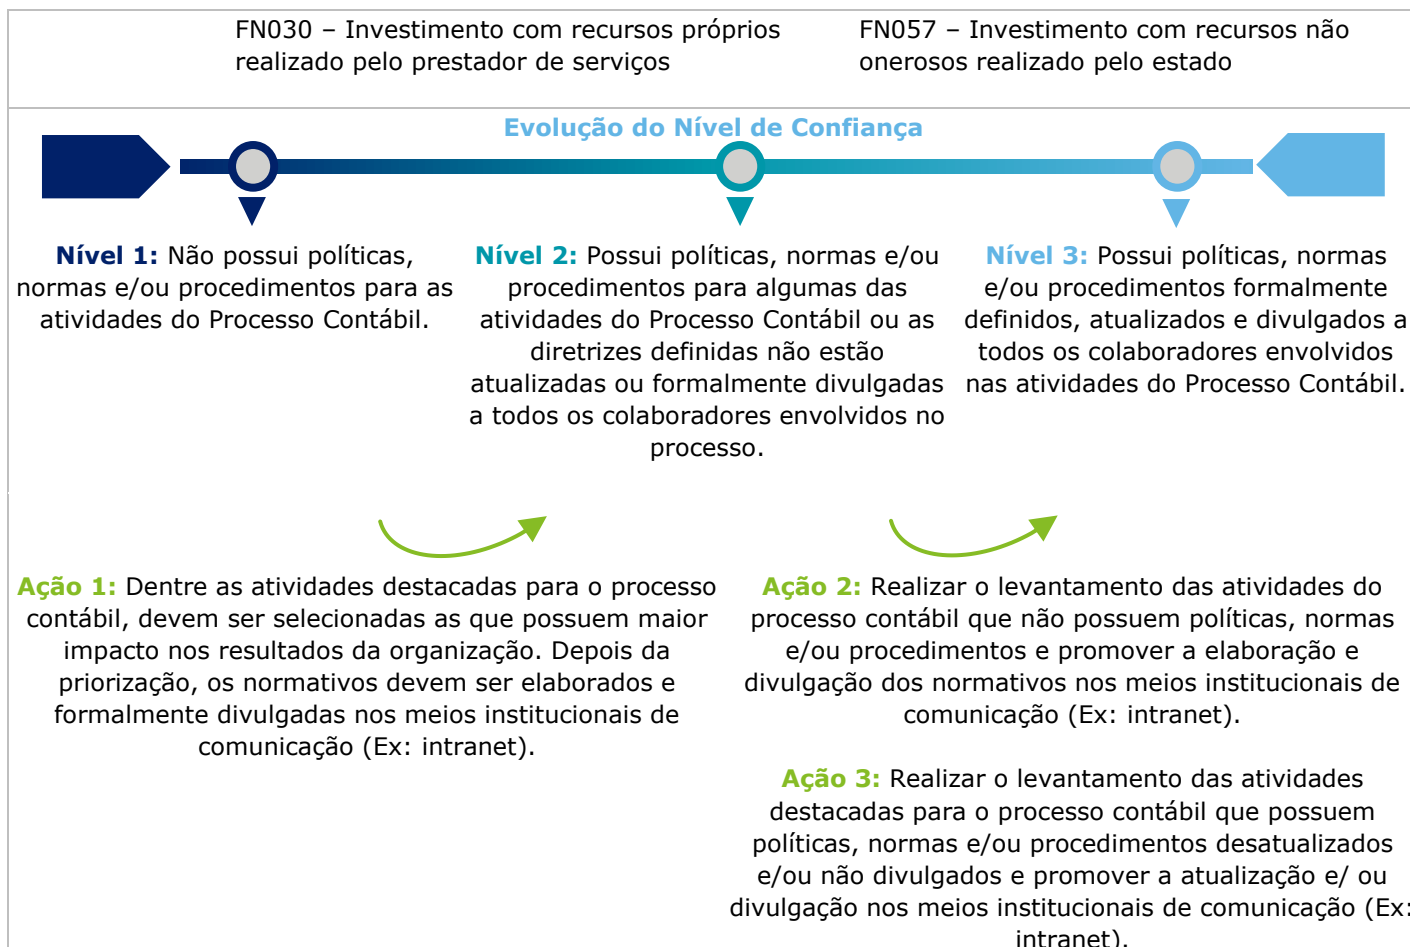 FN030 – Investimento com recursos próprios
realizado pelo prestador de serviços
FN057 – Investimento com recursos não
onerosos realizado pelo estado
Evolução do Nível de Confiança
Nível 1: Não possui políticas,
normas e/ou procedimentos para as
atividades do Processo Contábil.
Nível 2: Possui políticas, normas e/ou
procedimentos para algumas das
atividades do Processo Contábil ou as
diretrizes definidas não estão
atualizadas ou formalmente divulgadas
a todos os colaboradores envolvidos no
processo.
Nível 3: Possui políticas, normas
e/ou procedimentos formalmente
definidos, atualizados e divulgados a
todos os colaboradores envolvidos
nas atividades do Processo Contábil.
Ação 1: Dentre as atividades destacadas para o processo
contábil, devem ser selecionadas as que possuem maior
impacto nos resultados da organização. Depois da
priorização, os normativos devem ser elaborados e
formalmente divulgadas nos meios institucionais de
comunicação (Ex: intranet).
Ação 2: Realizar o levantamento das atividades do
processo contábil que não possuem políticas, normas
e/ou procedimentos e promover a elaboração e
divulgação dos normativos nos meios institucionais de
comunicação (Ex: intranet).
Ação 3: Realizar o levantamento das atividades
destacadas para o processo contábil que possuem
políticas, normas e/ou procedimentos desatualizados
e/ou não divulgados e promover a atualização e/ ou
divulgação nos meios institucionais de comunicação (Ex:
intranet).